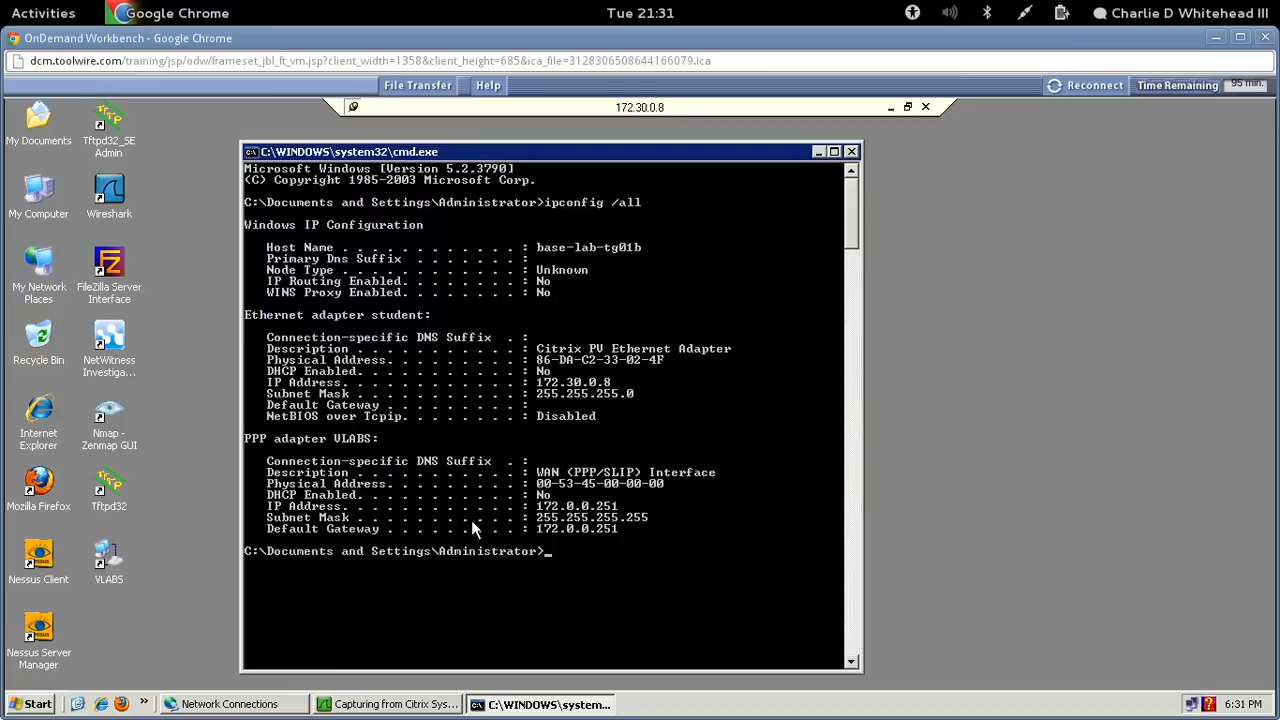 Activities Google Chrome Tue 21:31 Charlie D Whitehead III
OnDemand Workbench - Google Chrome
dcm.toolwire.com/training/jsp/odw/frameset_jbl_ft_vm.jsp?client_width=1358&client_height=685&ica_file=3128306508644166079.ica
File Transfer Help Reconnect Time Remaining 95 min.
172.30.0.8
My Documents
Tftpd32_SE
Admin
My Computer
Wireshark
My Network
Places
FileZilla Server
Interface
Recycle Bin
NetWitness
Investiga...
Internet
Explorer
Nmap -
Zenmap GUI
Mozilla Firefox
Tftpd32
Nessus Client
VLABS
Nessus Server
Manager
C:\WINDOWS\system32\cmd.exe
Microsoft Windows [Version 5.2.3790]
(C) Copyright 1985-2003 Microsoft Corp.
C:\Documents and Settings\Administrator>ipconfig /all
Windows IP Configuration
Host Name . . . . . . . . . . . . : base-lab-tg01b
Primary Dns Suffix . . . . . . . : 
Node Type . . . . . . . . . . . . : Unknown
IP Routing Enabled. . . . . . . . : No
WINS Proxy Enabled. . . . . . . . : No
Ethernet adapter student:
Connection-specific DNS Suffix . :
Description . . . . . . . . . . . : Citrix PV Ethernet Adapter
Physical Address. . . . . . . . . : 86-DA-C2-33-02-4F
DHCP Enabled. . . . . . . . . . . : No
IP Address. . . . . . . . . . . . : 172.30.0.8
Subnet Mask . . . . . . . . . . . : 255.255.255.0
Default Gateway . . . . . . . . . :
NetBIOS over Tcpip. . . . . . . . : Disabled
PPP adapter VLABS:
Connection-specific DNS Suffix . :
Description . . . . . . . . . . . : WAN (PPP/SLIP) Interface
Physical Address. . . . . . . . . : 00-53-45-00-00-00
DHCP Enabled. . . . . . . . . . . : No
IP Address. . . . . . . . . . . . : 172.0.0.251
Subnet Mask . . . . . . . . . . . : 255.255.255.255
Default Gateway . . . . . . . . . : 172.0.0.251
C:\Documents and Settings\Administrator>_
Start Network Connections Capturing from Citrix Sys... C:\WINDOWS\system... 6:31 PM